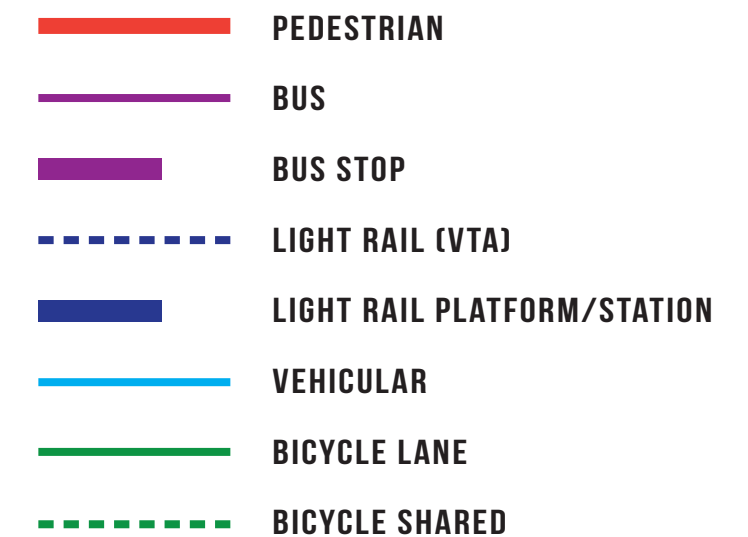 PEDESTRIAN
BUS
BUS STOP
LIGHT RAIL (VTA)
LIGHT RAIL PLATFORM/STATION
VEHICULAR
BICYCLE LANE
BICYCLE SHARED